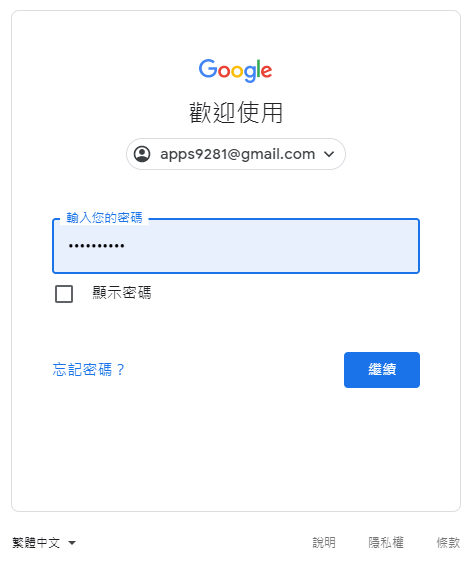 Google
歡迎使用
apps9281@gmail.com
輸入您的密碼
••••••••••
顯示密碼
忘記密碼？
繼續
繁體中文
說明 隱私權 條款